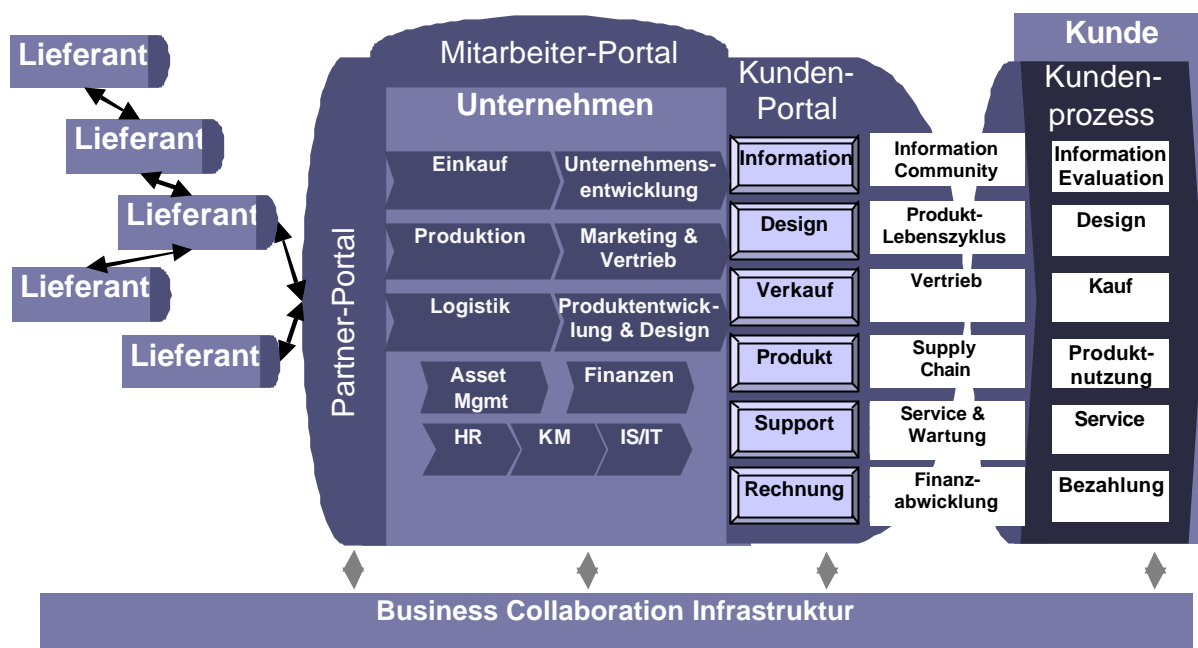 Lieferant
Lieferant
Lieferant
Lieferant
Lieferant
Partner-Portal
Mitarbeiter-Portal
Unternehmen
Einkauf
Unternehmens-
entwicklung
Produktion
Marketing &
Vertrieb
Logistik
Produktentwick-
lung & Design
Asset
Mgmt
Finanzen
HR
KM
IS/IT
Kunden-
Portal
Information
Design
Verkauf
Produkt
Support
Rechnung
Information
Community
Produkt-
Lebenszyklus
Vertrieb
Supply
Chain
Service &
Wartung
Finanz-
abwicklung
Kunde
Kunden-
prozess
Information
Evaluation
Design
Kauf
Produkt-
nutzung
Service
Bezahlung
Business Collaboration Infrastruktur